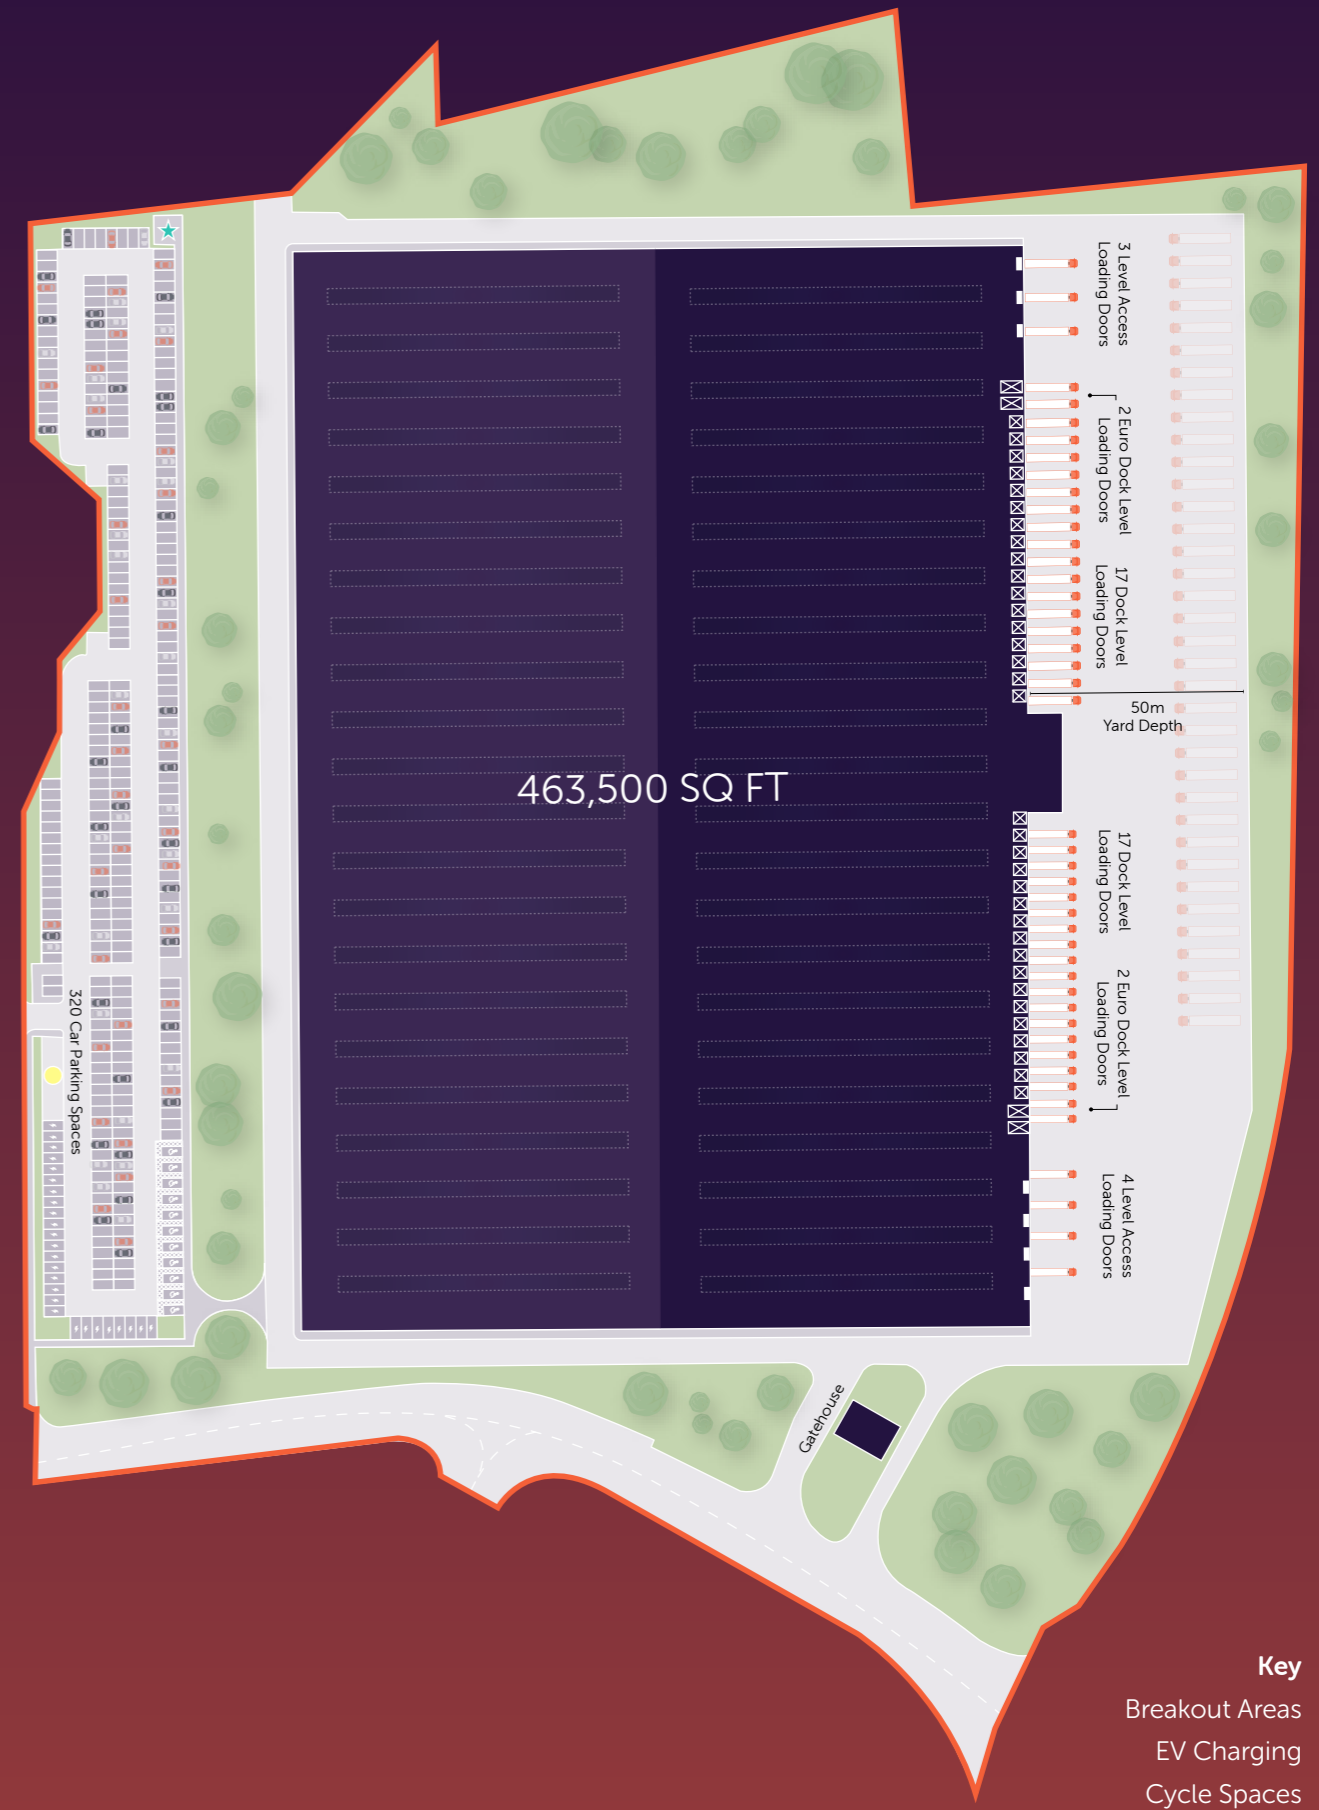 3 Level Access
Loading Doors
2 Euro Dock Level
Loading Doors
17 Dock Level
Loading Doors
50m
Yard Depth
463,500 SQ FT
17 Dock Level
Loading Doors
2 Euro Dock Level
Loading Doors
320 Car Parking Spaces
4 Level Access
Loading Doors
Gatehouse
Key
Breakout Areas
EV Charging
Cycle Spaces